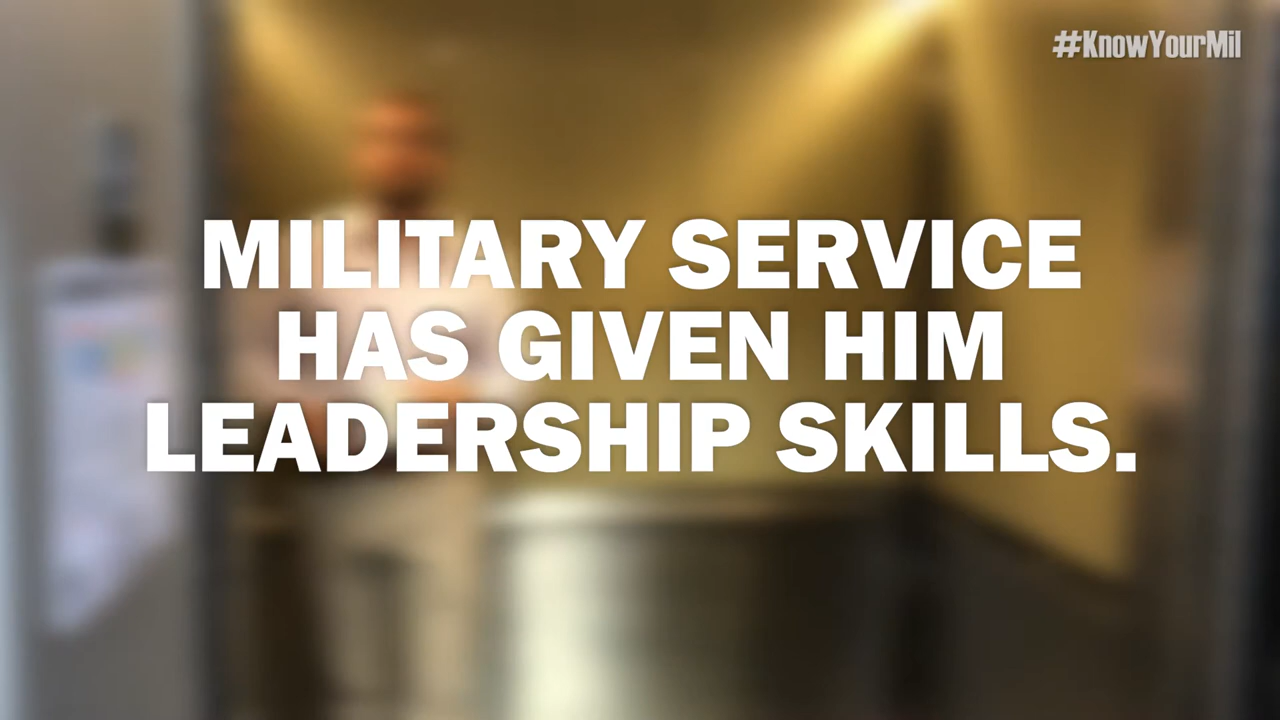 #KnowYourMil
MILITARY SERVICE
HAS GIVEN HIM
LEADERSHIP SKILLS.